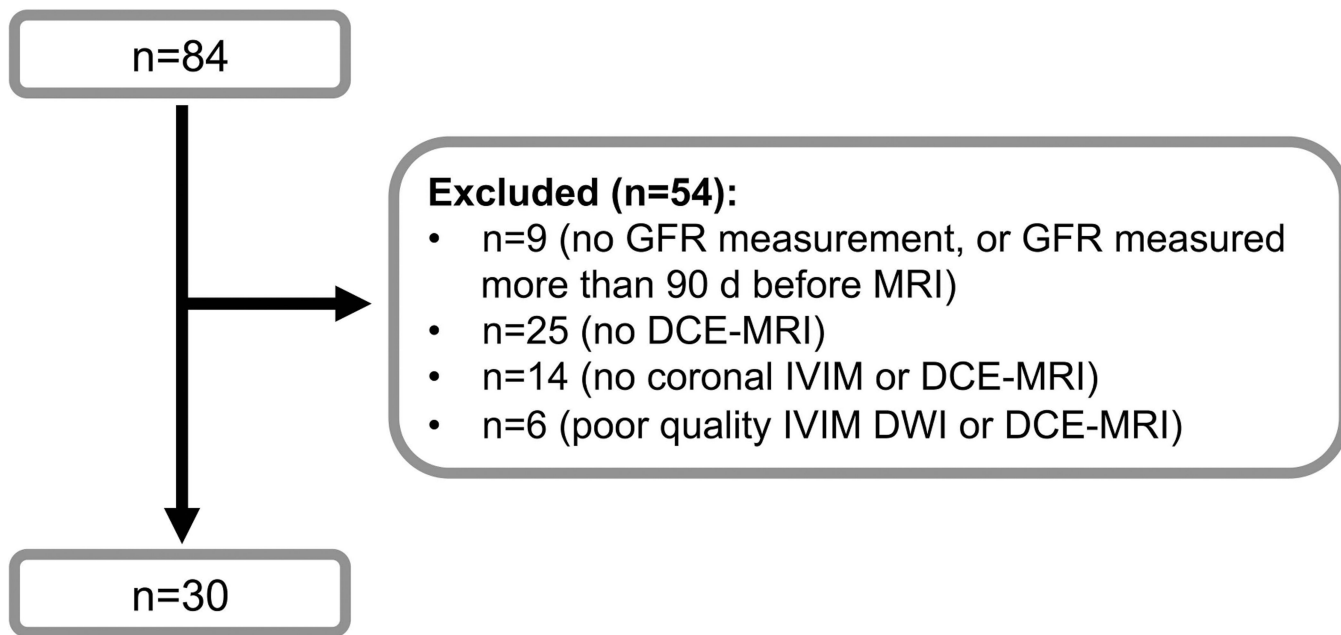 n=84
Excluded (n=54):
• n=9 (no GFR measurement, or GFR measured
more than 90 d before MRI)
• n=25 (no DCE-MRI)
• n=14 (no coronal IVIM or DCE-MRI)
• n=6 (poor quality IVIM DWI or DCE-MRI)
n=30